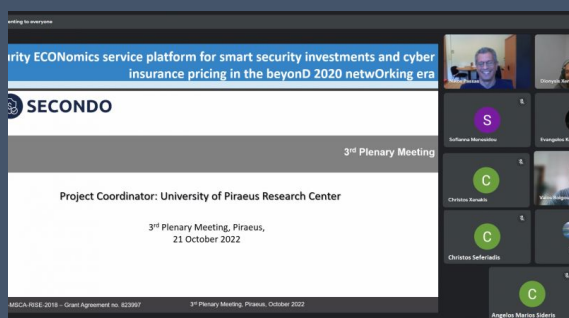 enting to everyone
rity ECONomics service platform for smart security investments and cyber
insurance pricing in the beyonD 2020 netwOrking era
SECONDO
3rd Plenary Meeting
Project Coordinator: University of Piraeus Research Center
3rd Plenary Meeting, Piraeus,
21 October 2022
-MSCA-RISE-2018 – Grant Agreement no. 823997
3rd Plenary Meeting, Piraeus, October 2022
S
Sofianna Menesidou
Evangelos
C
Christos Xenakis
C
Christos Seferiadis
C
Angelos Marios Sideris